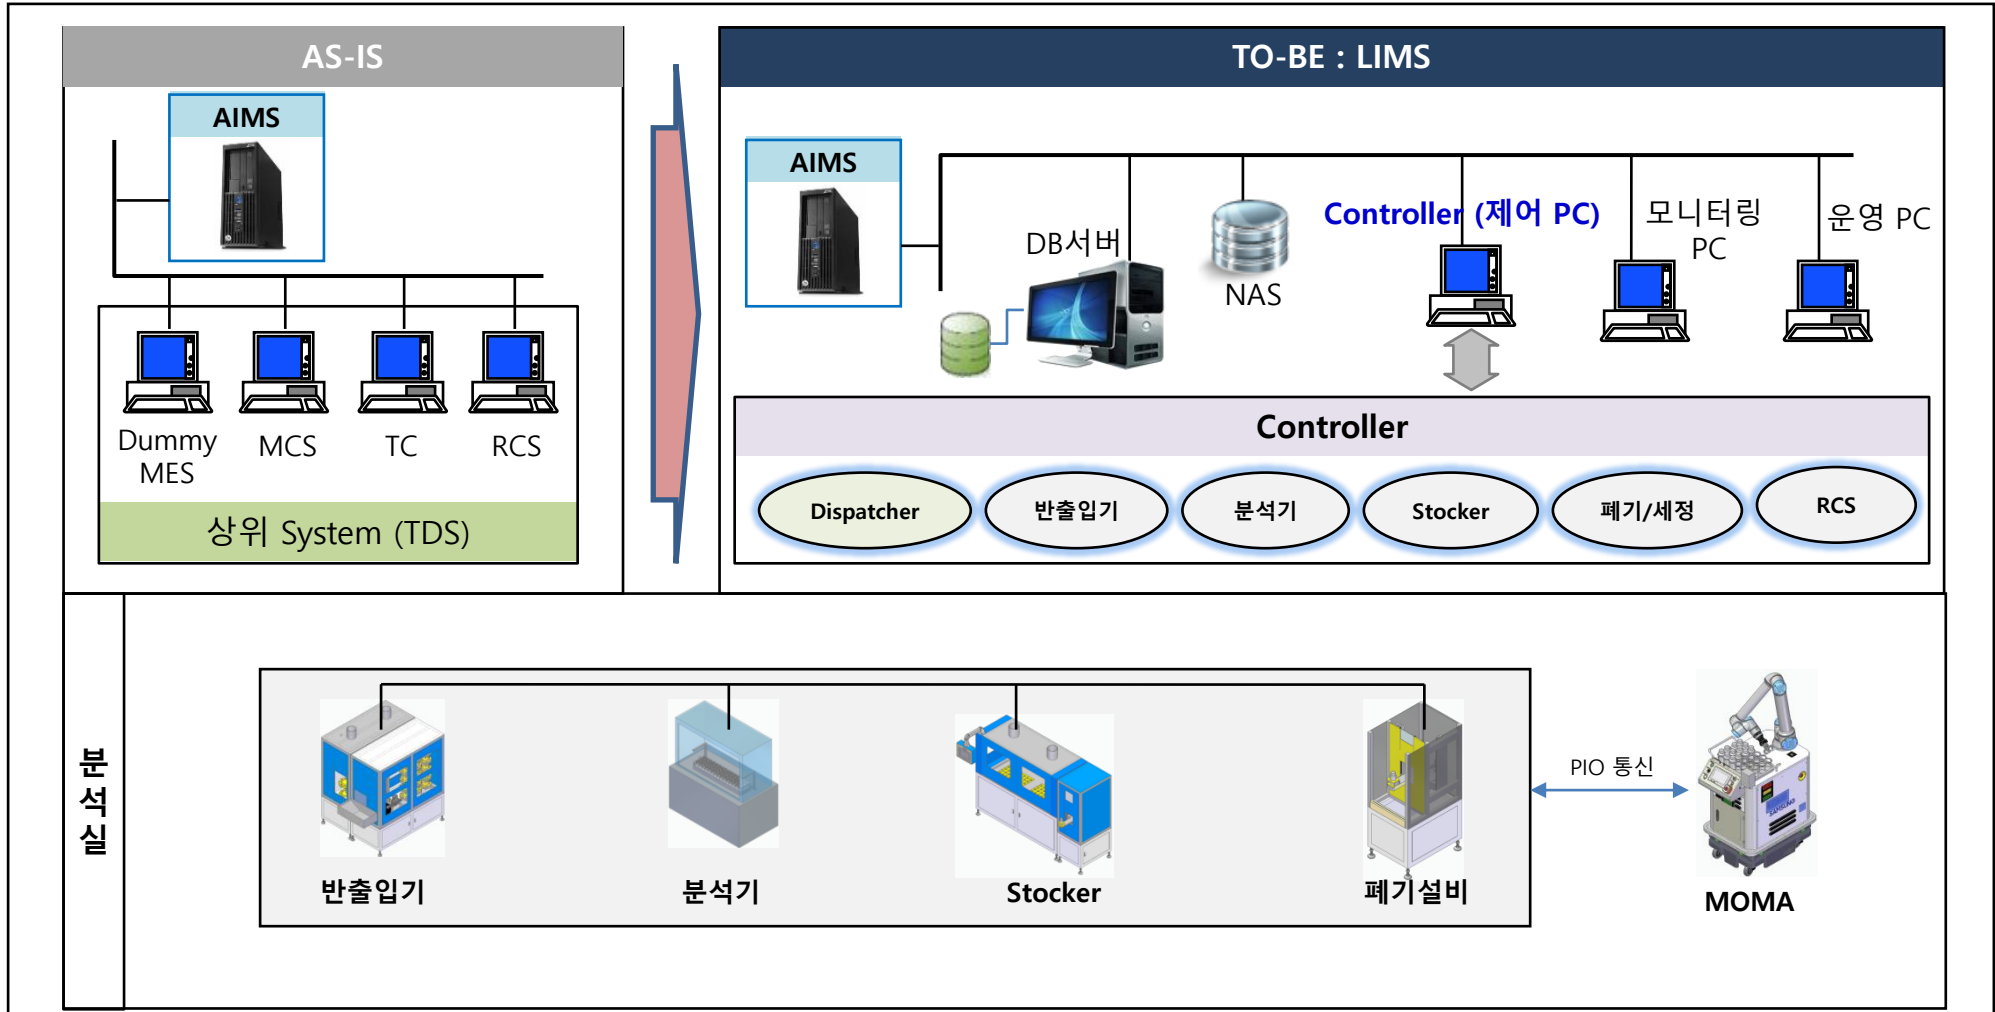 AS-IS
AIMS
Dummy
MES
MCS
TC
RCS
상위 System (TDS)
TO-BE : LIMS
AIMS
DB서버
NAS
Controller (제어 PC)
모니터링
PC
운영 PC
Controller
Dispatcher
반출입기
분석기
Stocker
폐기/세정
RCS
분
석
실
반출입기
분석기
Stocker
폐기설비
PIO 통신
MOMA